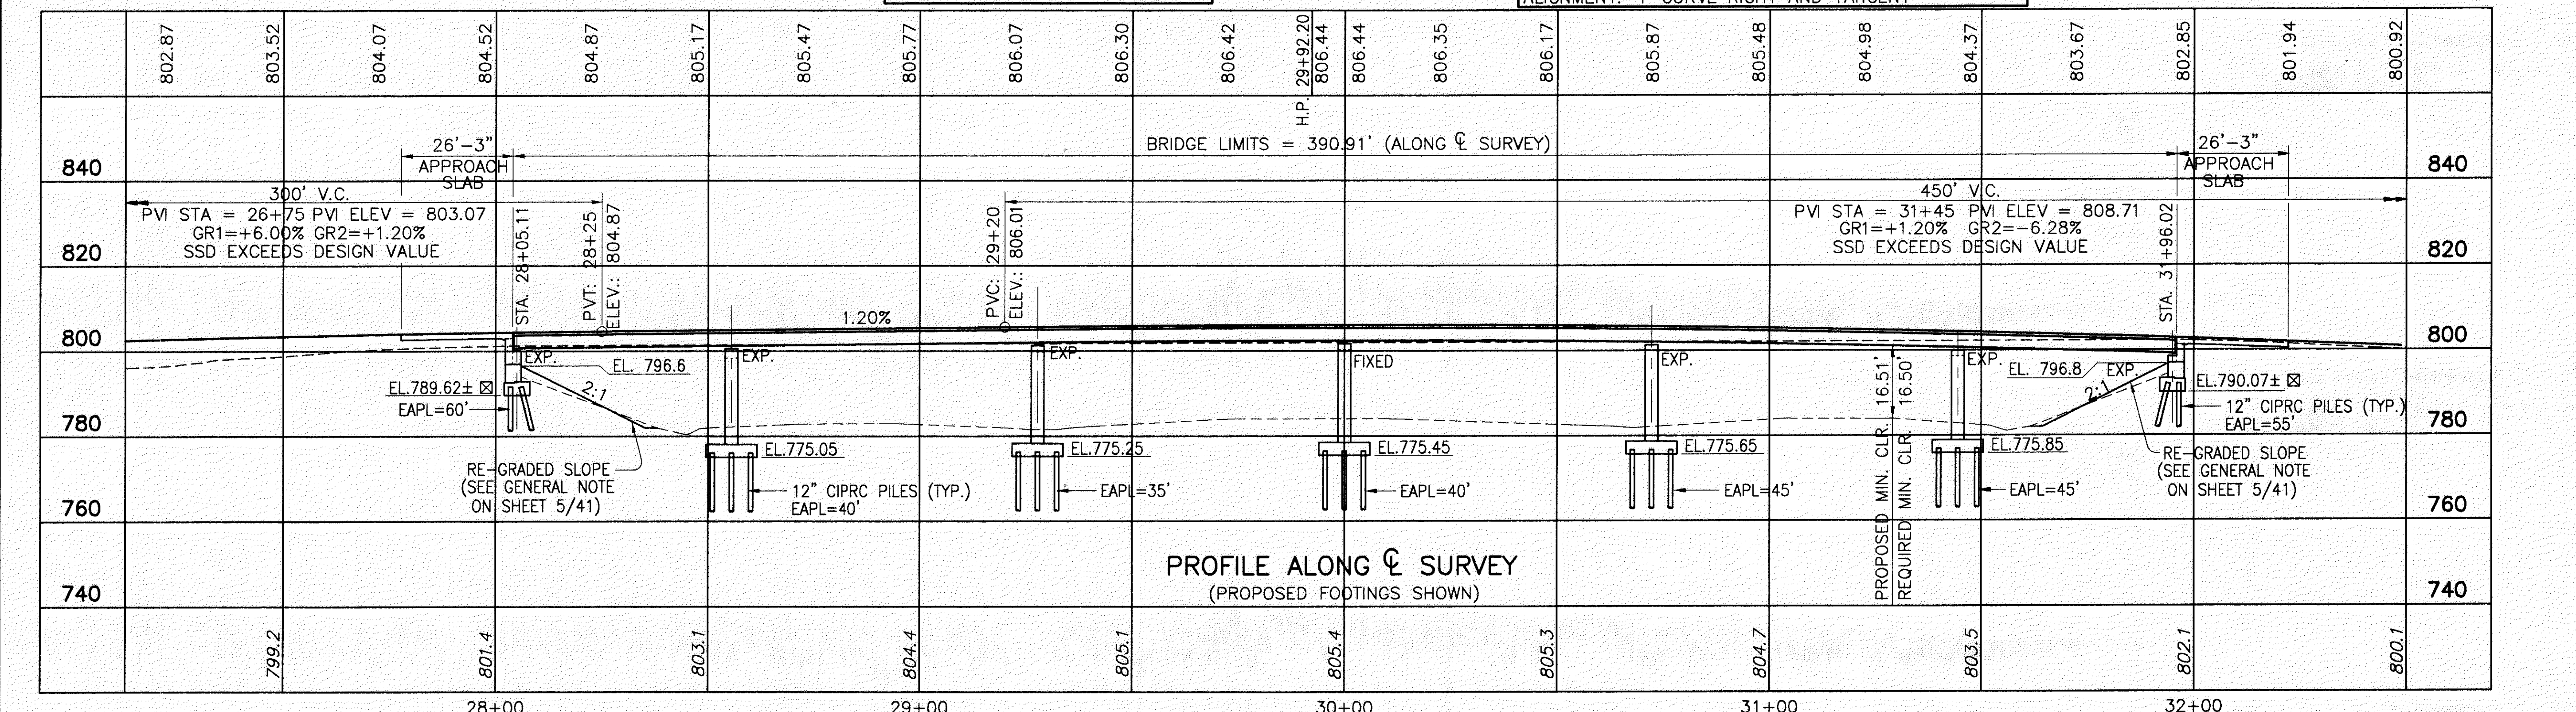 ALIGNMENT: 1° CURVE RIGHT AND TANGENT
802.87
803.52
804.07
804.52
804.87
805.17
805.47
805.77
806.07
806.30
806.42
H.P. 29+92.20
806.44
806.44
806.35
806.17
805.87
805.48
804.98
804.37
803.67
802.85
801.94
800.92
840
26'-3"
APPROACH
SLAB
BRIDGE LIMITS = 390.91' (ALONG ℄ SURVEY)
26'-3"
APPROACH
SLAB
840
300' V.C.
PVI STA = 26+75 PVI ELEV = 803.07
GR1=+6.00% GR2=+1.20%
SSD EXCEEDS DESIGN VALUE
STA. 28+05.11
PVT: 28+25
ELEV.: 804.87
PVC: 29+20
ELEV.: 806.01
450' V.C.
PVI STA = 31+45 PVI ELEV = 808.71
GR1=+1.20% GR2=-6.28%
SSD EXCEEDS DESIGN VALUE
STA. 31+96.02
820
820
1.20%
800
800
EXP.
EL. 796.6
EXP.
EXP.
FIXED
EXP.
EXP.
EL. 796.8
EXP.
EL.789.62± ☒
EAPL=60'
2:1
2:1
EL.790.07± ☒
12" CIPRC PILES (TYP.)
EAPL=55'
PROPOSED MIN. CLR. 16.51'
REQUIRED MIN. CLR. 16.50'
780
780
EL.775.05
EL.775.25
EL.775.45
EL.775.65
EL.775.85
RE-GRADED SLOPE
(SEE GENERAL NOTE
ON SHEET 5/41)
12" CIPRC PILES (TYP.)
EAPL=40'
EAPL=35'
EAPL=40'
EAPL=45'
EAPL=45'
RE-GRADED SLOPE
(SEE GENERAL NOTE
ON SHEET 5/41)
760
760
PROFILE ALONG ℄ SURVEY
(PROPOSED FOOTINGS SHOWN)
740
740
799.2
801.4
803.1
804.4
805.1
805.4
805.3
804.7
803.5
802.1
800.1
28+00
29+00
30+00
31+00
32+00